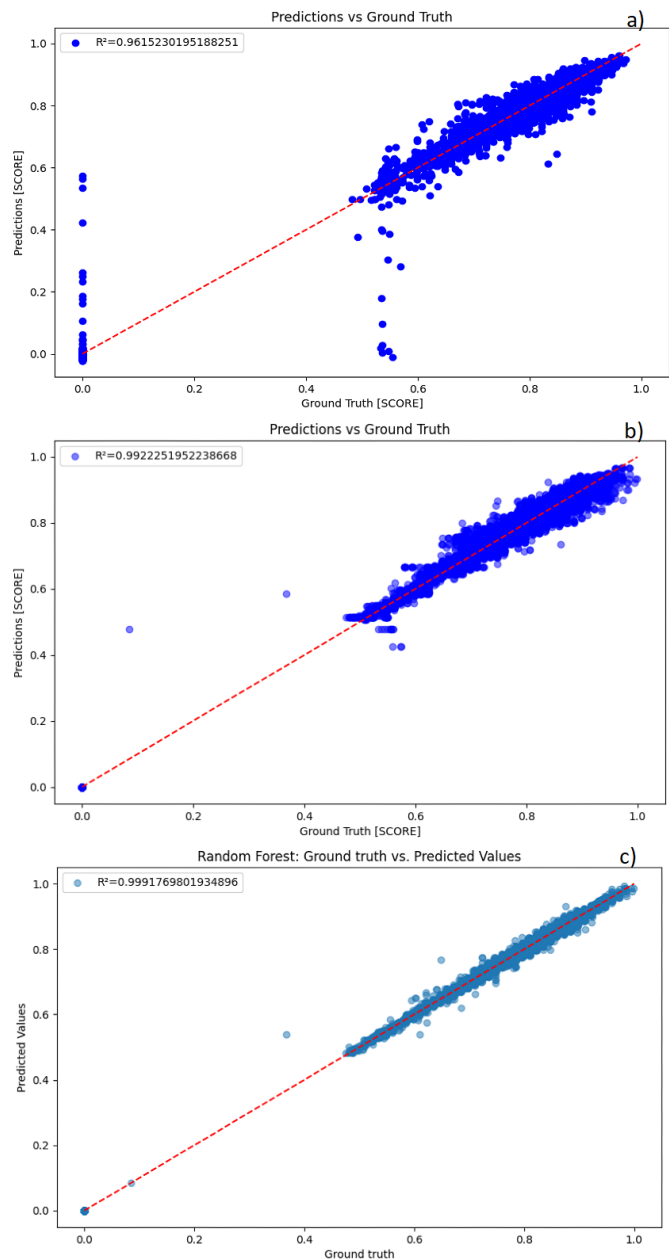 Predictions vs Ground Truth
a)
R²=0.9615230195188251
1.0
0.8
0.6
0.4
0.2
0.0
Predictions [SCORE]
0.0 0.2 0.4 0.6 0.8 1.0
Ground Truth [SCORE]
Predictions vs Ground Truth
b)
R²=0.9922251952238668
1.0
0.8
0.6
0.4
0.2
0.0
Predictions [SCORE]
0.0 0.2 0.4 0.6 0.8 1.0
Ground Truth [SCORE]
Random Forest: Ground truth vs. Predicted Values
c)
R²=0.9991769801934896
1.0
0.8
0.6
0.4
0.2
0.0
Predicted Values
0.0 0.2 0.4 0.6 0.8 1.0
Ground truth